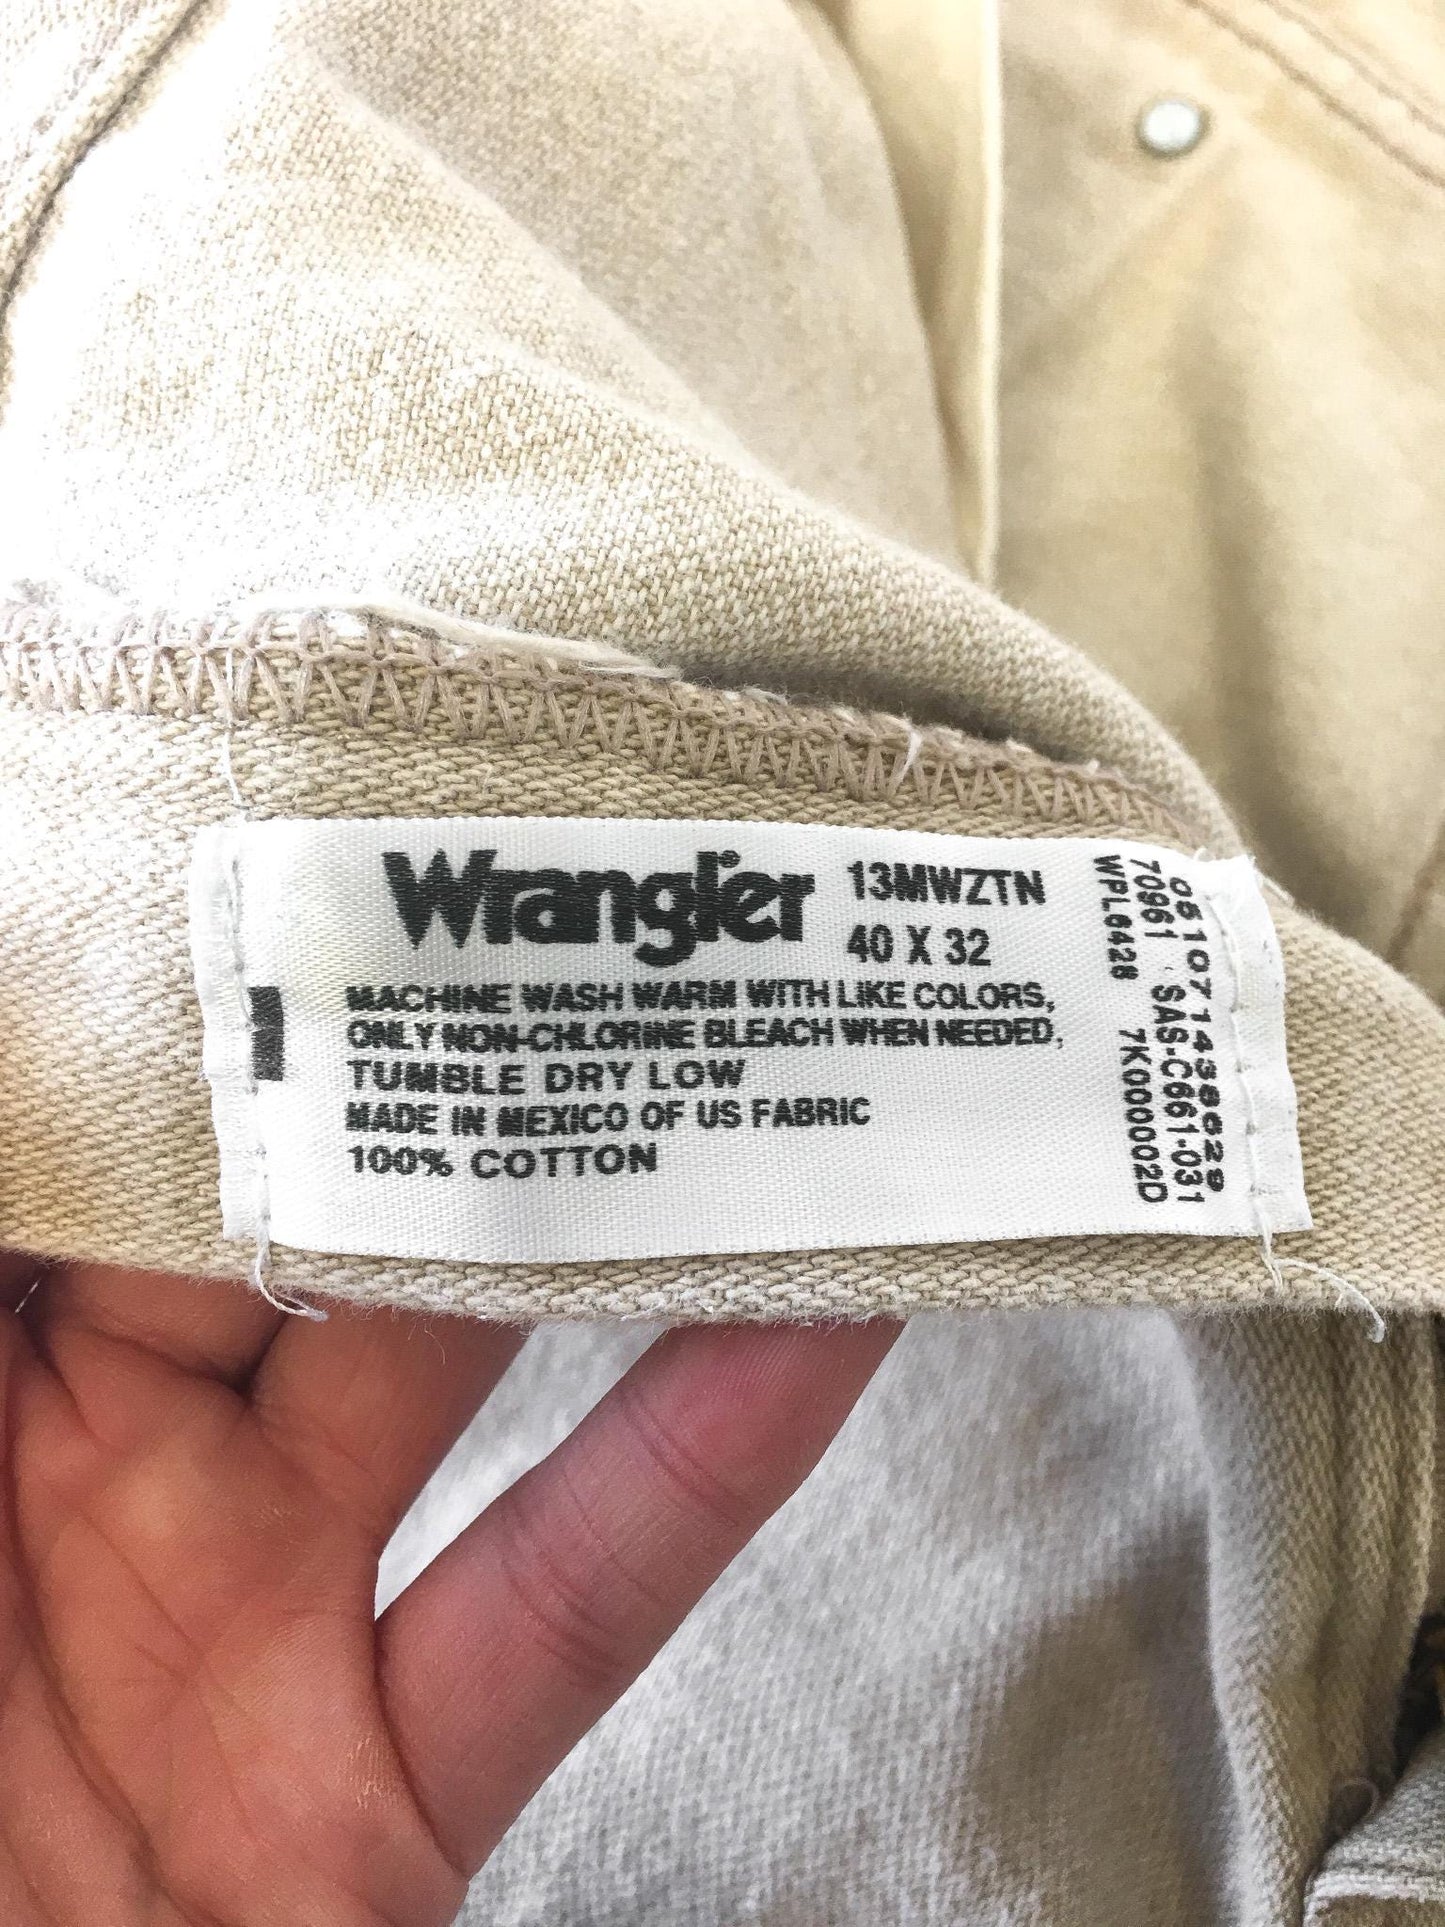 Wrangler
13MWZTN
40 X 32
MACHINE WASH WARM WITH LIKE COLORS,
ONLY NON-CHLORINE BLEACH WHEN NEEDED,
TUMBLE DRY LOW
MADE IN MEXICO OF US FABRIC
100% COTTON
051071438629
70961 SAS-C661-031
WPL6428 7K000002D